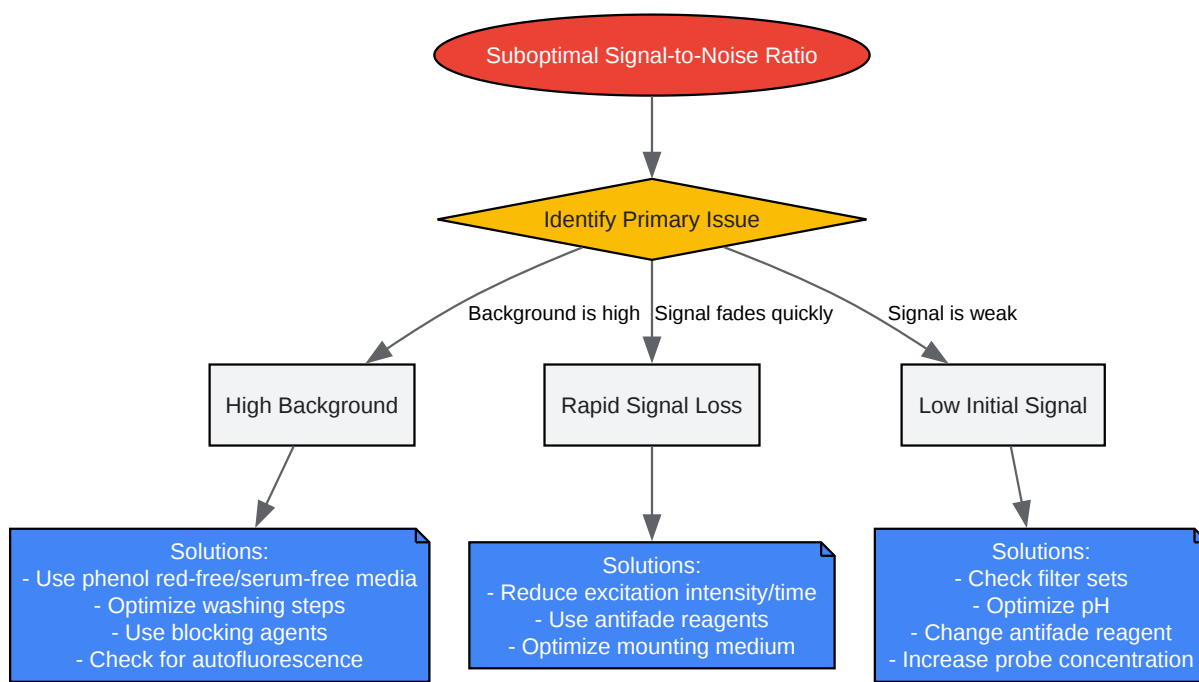 Suboptimal Signal-to-Noise Ratio
Identify Primary Issue
Background is high
Signal fades quickly
Signal is weak
High Background
Rapid Signal Loss
Low Initial Signal
Solutions:
- Use phenol red-free/serum-free media
- Optimize washing steps
- Use blocking agents
- Check for autofluorescence
Solutions:
- Reduce excitation intensity/time
- Use antifade reagents
- Optimize mounting medium
Solutions:
- Check filter sets
- Optimize pH
- Change antifade reagent
- Increase probe concentration